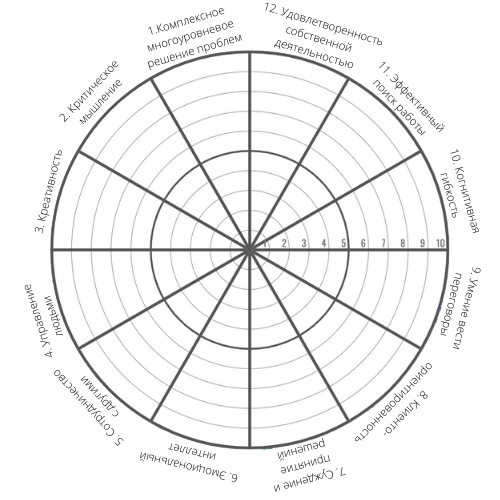 1.Комплексное
многоуровневое
решение проблем
2. Критическое
мышление
3. Креативность
4. Управление
людьми
5. Сотрудничество
с другими
6. Эмоциональный
интеллект
7. Суждение и
принятие
решений
8. Клиенто-
ориентированность
9. Умение вести
переговоры
10. Когнитивная
гибкость
11. Эффективный
поиск работы
12. Удовлетворенность
собственной
деятельностью
1 2 3 4 5 6 7 8 9 10